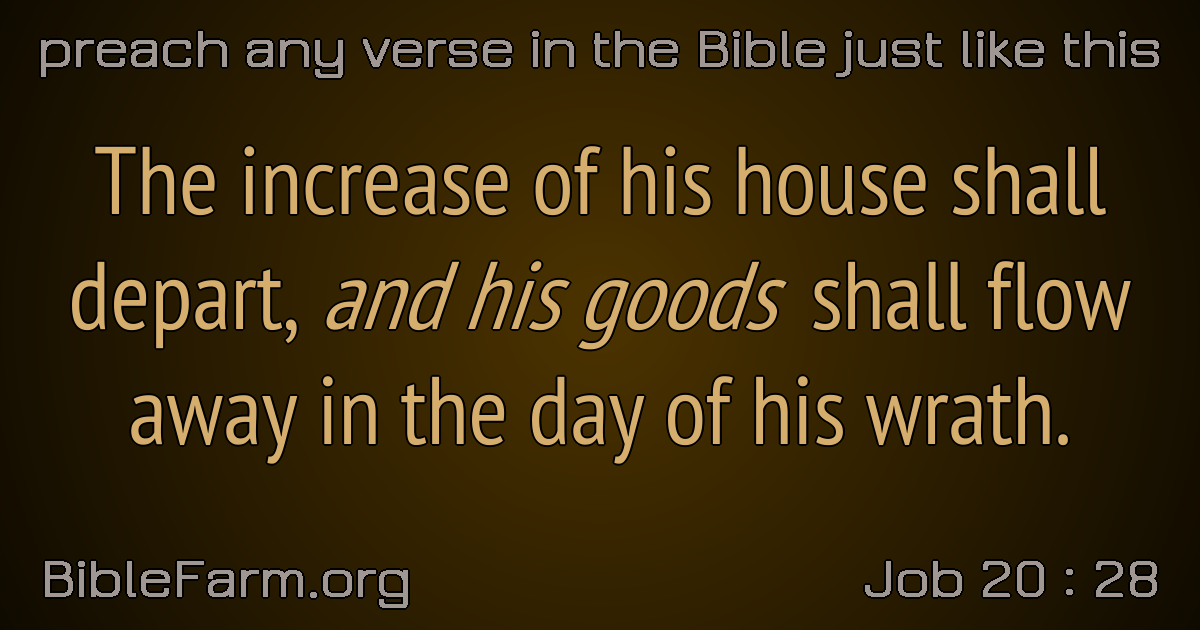 preach any verse in the Bible just like this
The increase of his house shall
depart, and his goods shall flow
away in the day of his wrath.
BibleFarm.org
Job 20 : 28